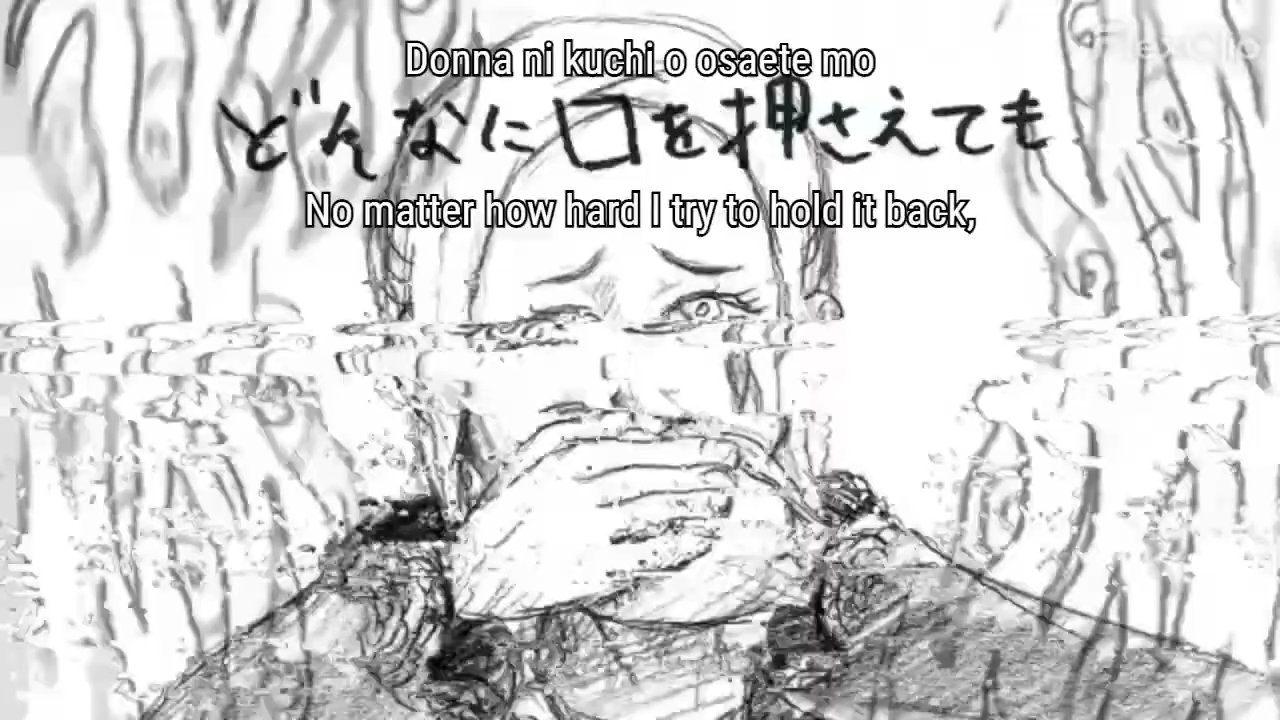 Donna ni kuchi o osaete mo
どんなに口を押さえても
No matter how hard I try to hold it back,